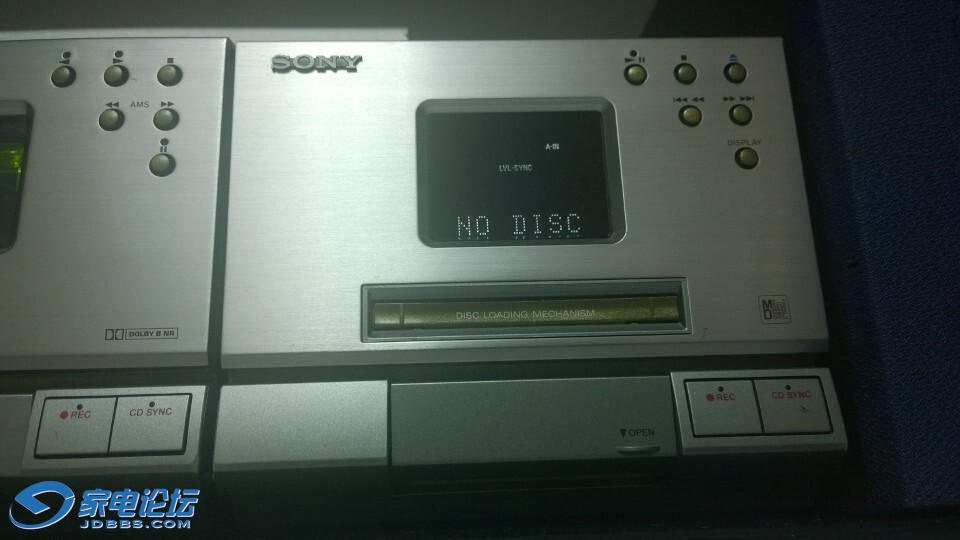 SONY
AMS
DISPLAY
A-IN
LVL-SYNC
NO DISC
DISC LOADING MECHANISM
DOLBY B NR
REC
CD SYNC
OPEN
REC
CD SYNC
家电论坛
JDBBS.COM